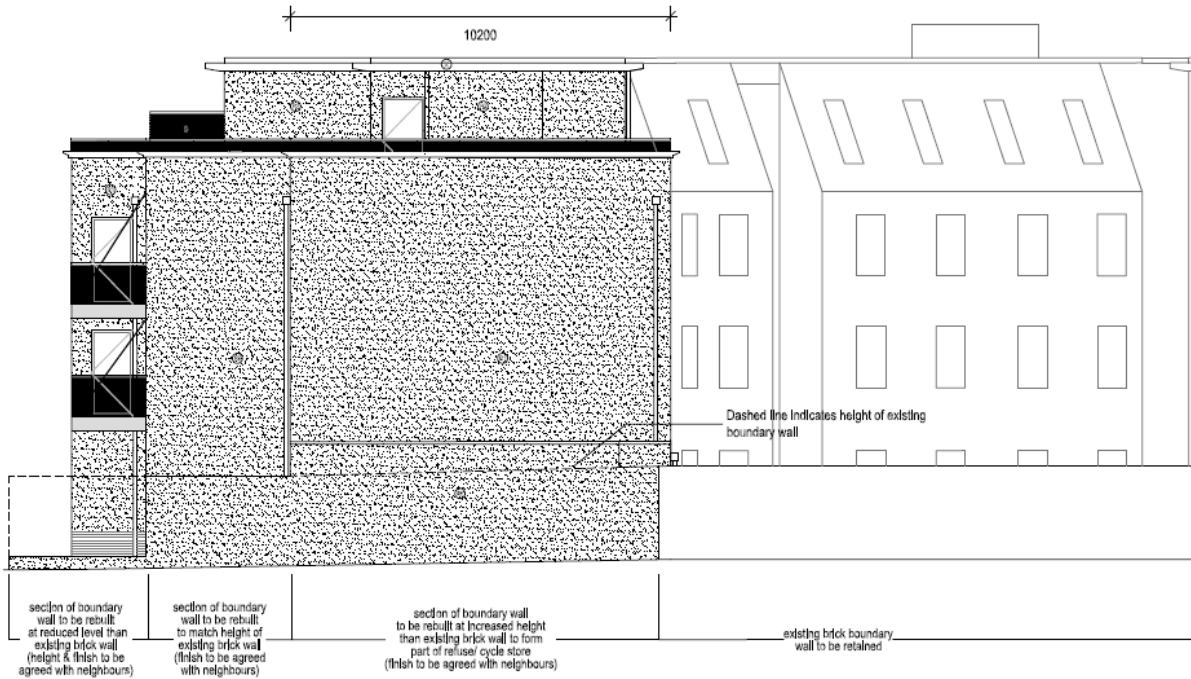 10200
Dashed line indicates height of existing
boundary wall
section of boundary
wall to be rebuilt
at reduced level than
existing brick wall
(height & finish to be
agreed with neighbours)
section of boundary
wall to be rebuilt
to match height of
existing brick wall
(finish to be agreed
with neighbours)
section of boundary wall
to be rebuilt at increased height
than existing brick wall to form
part of refuse/ cycle store
(finish to be agreed with neighbours)
existing brick boundary
wall to be retained